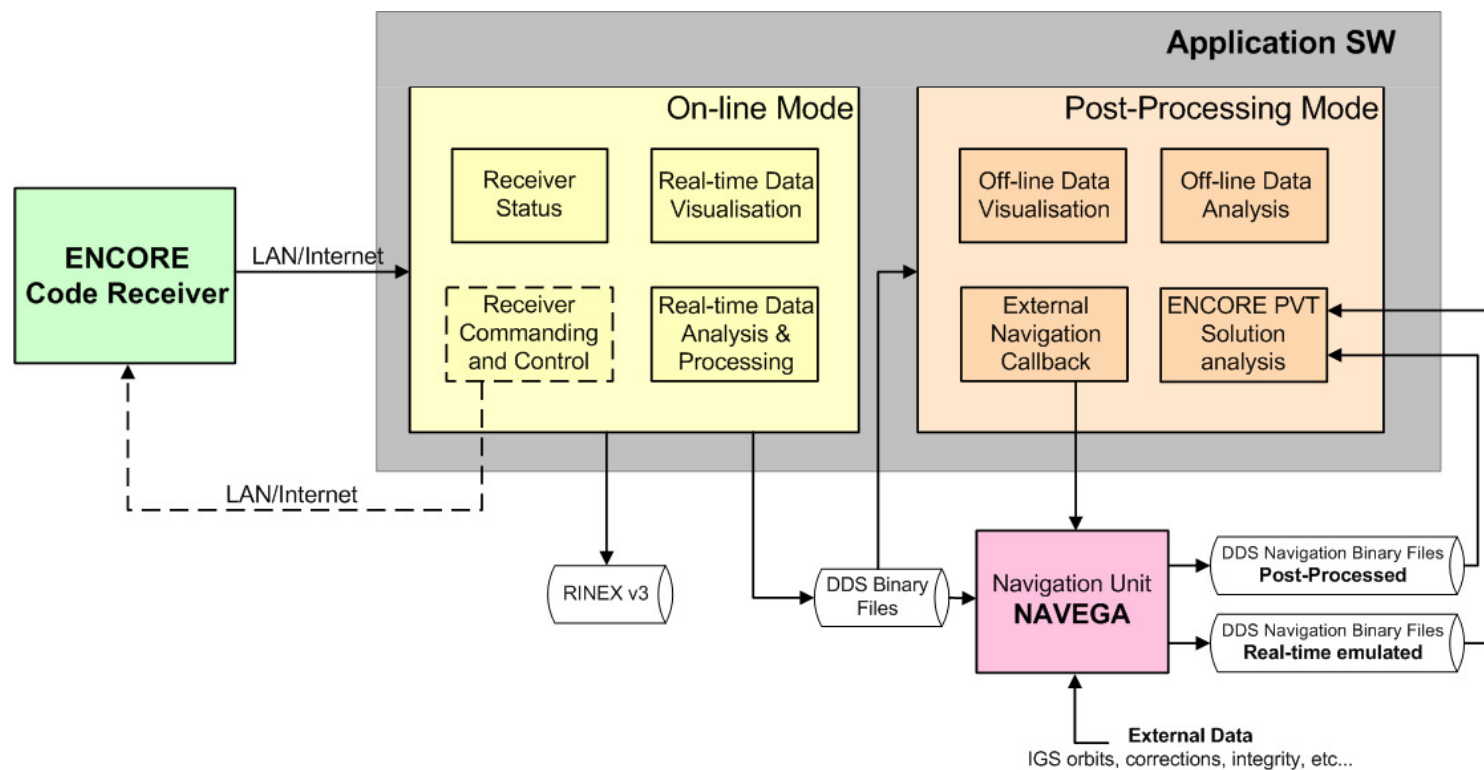 Application SW
On-line Mode
Post-Processing Mode
Receiver
Status
Real-time Data
Visualisation
Off-line Data
Visualisation
Off-line Data
Analysis
ENCORE
Code Receiver
LAN/Internet
Receiver
Commanding
and Control
Real-time Data
Analysis &
Processing
External
Navigation
Callback
ENCORE PVT
Solution
analysis
LAN/Internet
RINEX v3
DDS Binary
Files
Navigation Unit
NAVEGA
DDS Navigation Binary Files
Post-Processed
DDS Navigation Binary Files
Real-time emulated
External Data
IGS orbits, corrections, integrity, etc...